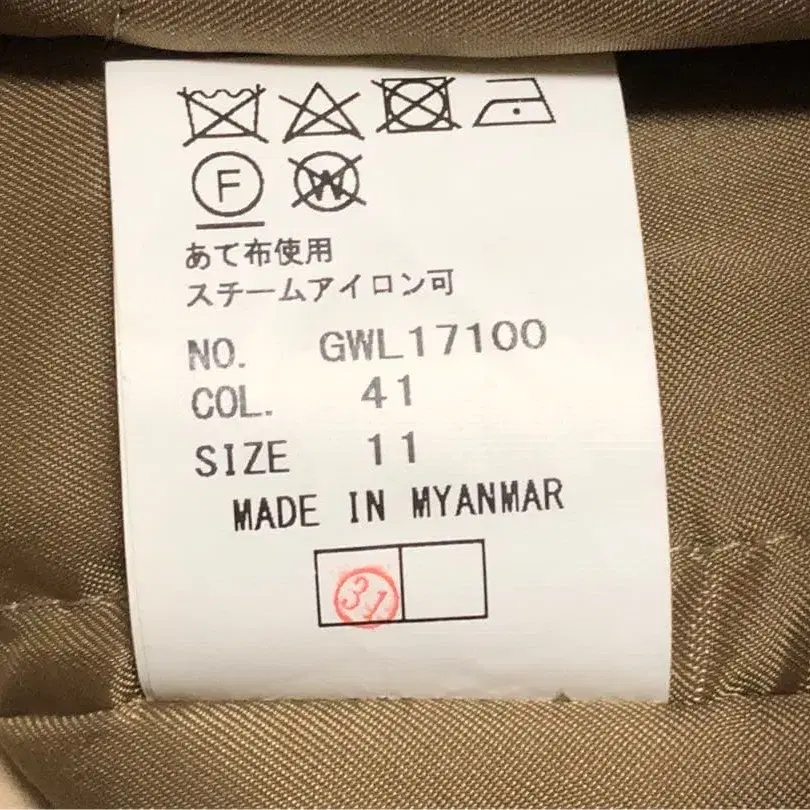 F W
あて布使用
スチームアイロン可
NO. GWL17100
COL. 41
SIZE 11
MADE IN MYANMAR
31